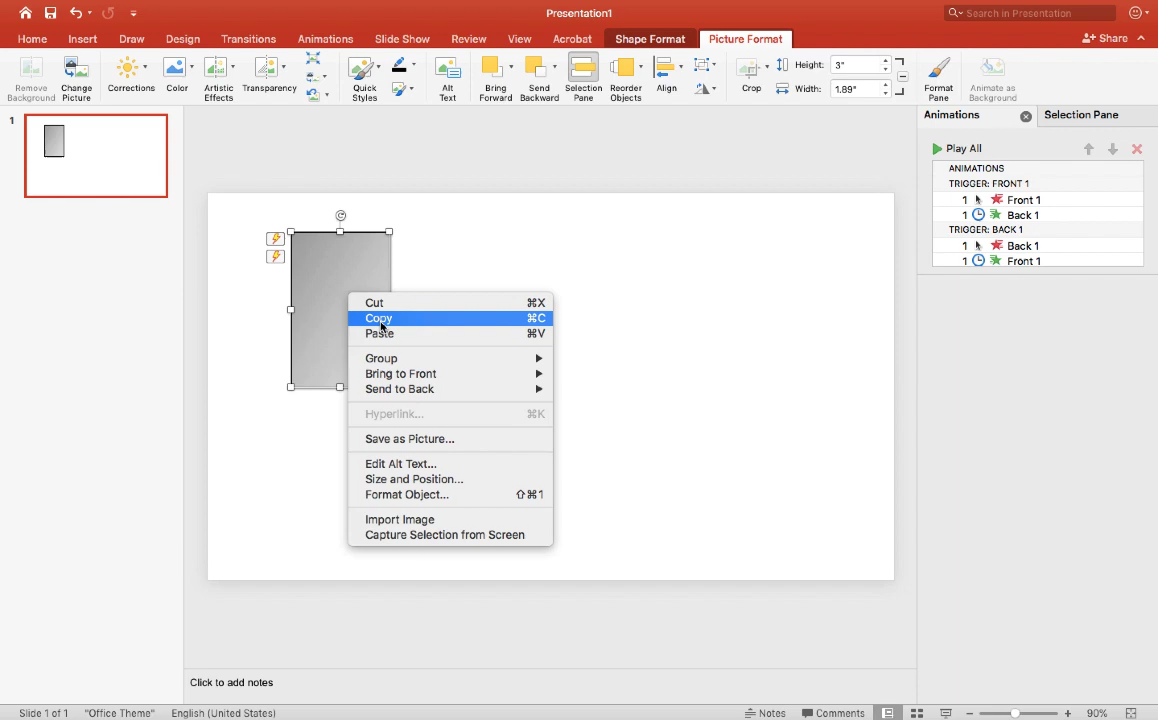 Presentation1
Search in Presentation
Home Insert Draw Design Transitions Animations Slide Show Review View Acrobat Shape Format Picture Format Share
Remove Background Change Picture Corrections Color Artistic Effects Transparency Quick Styles Alt Text Bring Forward Send Backward Selection Pane Reorder Objects Align Crop Height: 3" Width: 1.89" Format Pane Animate as Background
Animations Selection Pane
1
Play All
ANIMATIONS
TRIGGER: FRONT 1
1 Front 1
1 Back 1
TRIGGER: BACK 1
1 Back 1
1 Front 1
Cut ⌘X
Copy ⌘C
Paste ⌘V
Group
Bring to Front
Send to Back
Hyperlink... ⌘K
Save as Picture...
Edit Alt Text...
Size and Position...
Format Object... ⇧⌘1
Import Image
Capture Selection from Screen
Click to add notes
Slide 1 of 1 "Office Theme" English (United States) Notes Comments 90%